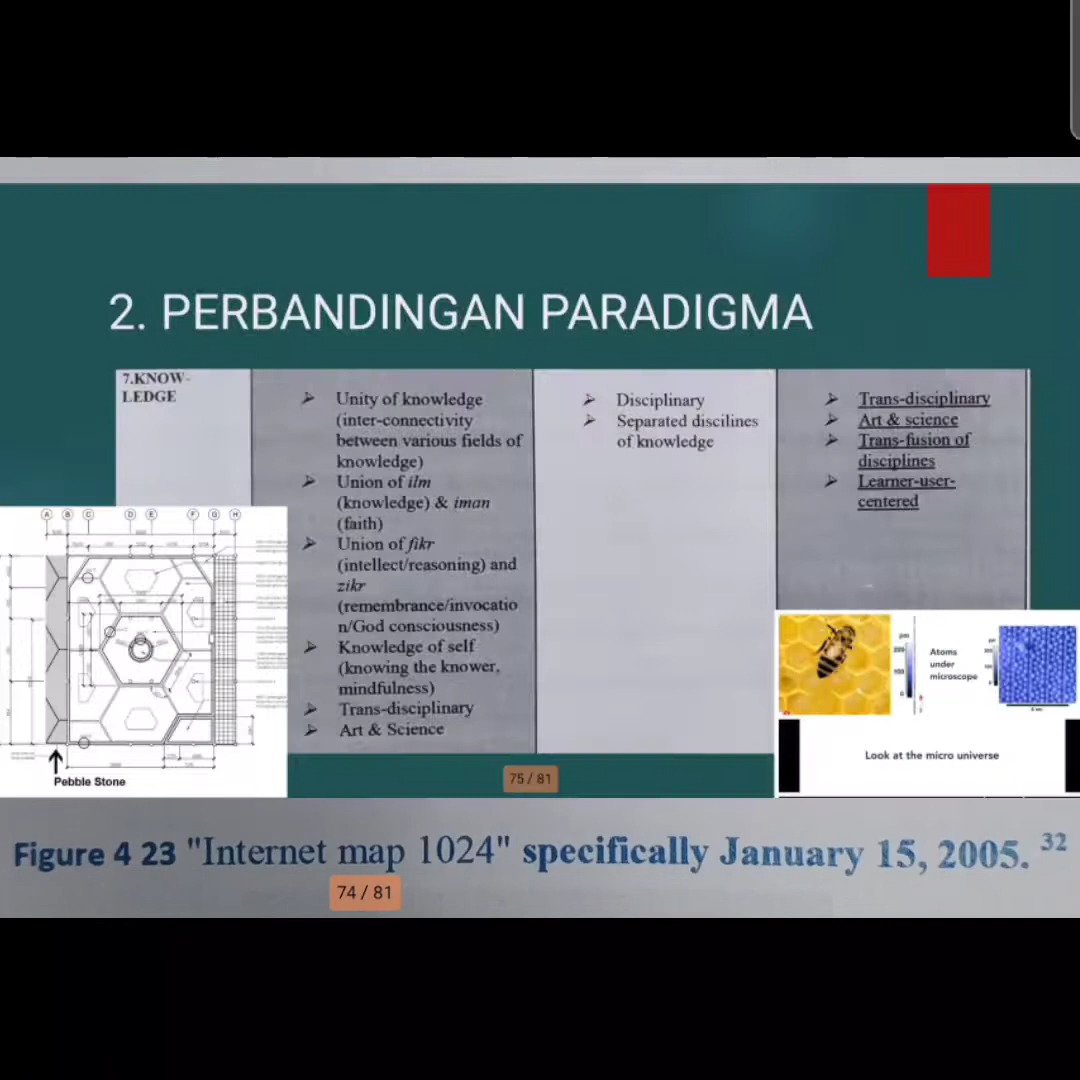 2. PERBANDINGAN PARADIGMA
7.KNOW-
LEDGE
➢ Unity of knowledge
(inter-connectivity
between various fields of
knowledge)
➢ Union of ilm
(knowledge) & iman
(faith)
➢ Union of fikr
(intellect/reasoning) and
zikr
(remembrance/invocatio
n/God consciousness)
➢ Knowledge of self
(knowing the knower,
mindfulness)
➢ Trans-disciplinary
➢ Art & Science
➢ Disciplinary
➢ Separated discilines
of knowledge
➢ Trans-disciplinary
➢ Art & science
➢ Trans-fusion of
disciplines
➢ Learner-user-
centered
A B C D E F G H
Pebble Stone
pm
200
100
0
Atoms
under
microscope
Look at the micro universe
75 / 81
Figure 4 23 "Internet map 1024" specifically January 15, 2005. 32
74 / 81